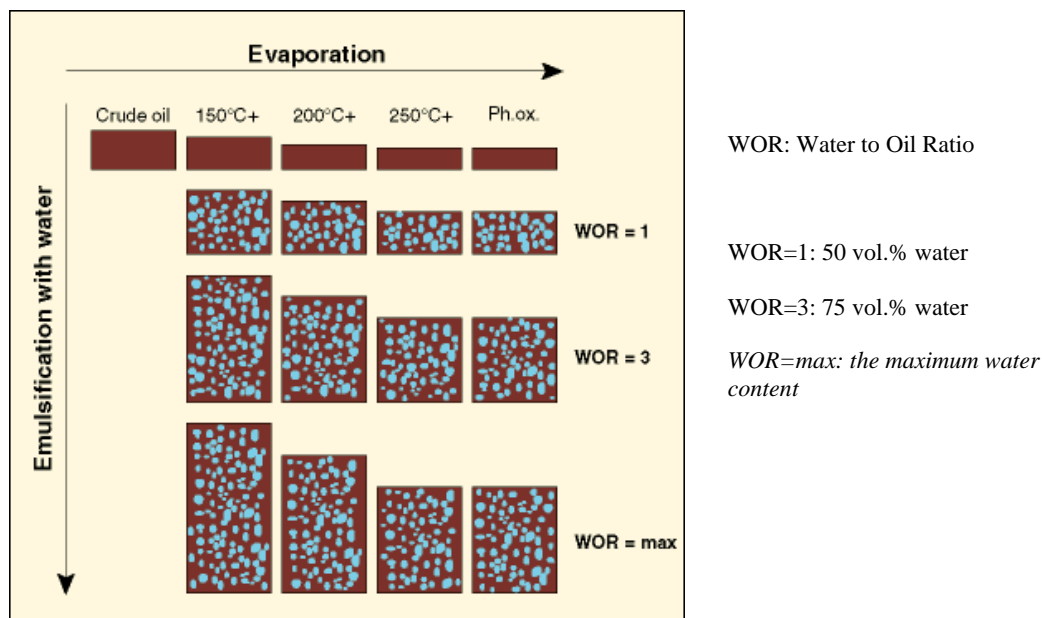 Evaporation
Emulsification with water
Crude oil 150°C+ 200°C+ 250°C+ Ph.ox.
WOR = 1
WOR = 3
WOR = max
WOR: Water to Oil Ratio
WOR=1: 50 vol.% water
WOR=3: 75 vol.% water
WOR=max: the maximum water
content